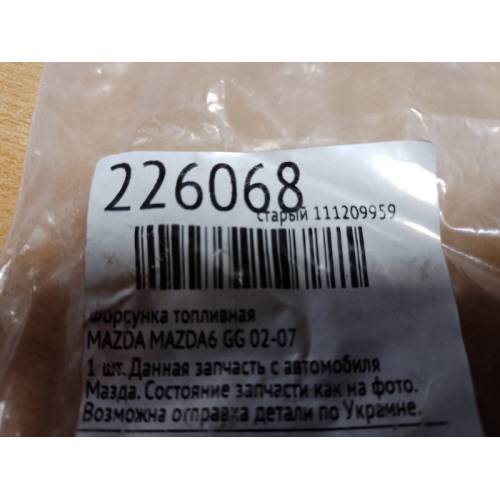 226068
старый 111209959
Форсунка топливная
MAZDA MAZDA6 GG 02-07
1 шт. Данная запчасть с автомобиля
Мазда. Состояние запчасти как на фото.
Возможна отправка детали по Украине.